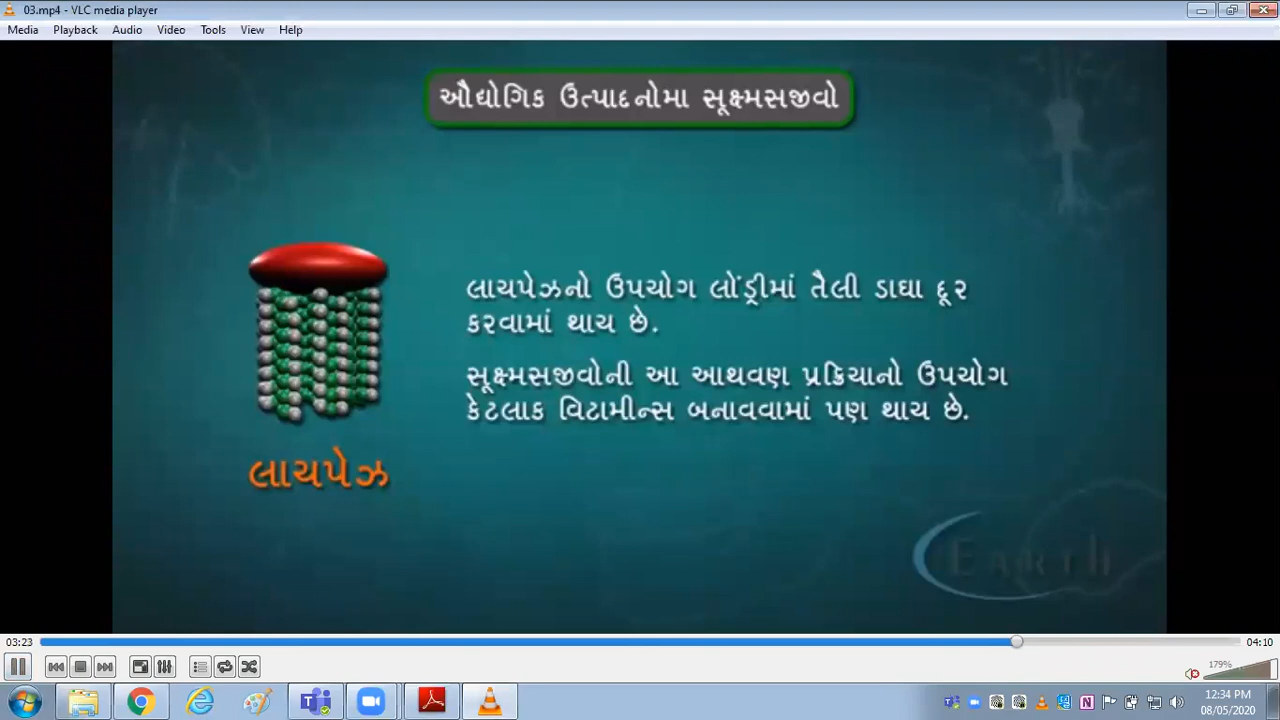 03.mp4 - VLC media player
Media Playback Audio Video Tools View Help
ઔદ્યોગિક ઉત્પાદનોમા સૂક્ષ્મસજીવો
લાયપેઝનો ઉપયોગ લોંડ્રીમાં તૈલી ડાઘા દૂર
કરવામાં થાય છે.
સૂક્ષ્મસજીવોની આ આથવણ પ્રક્રિયાનો ઉપયોગ
કેટલાક વિટામીન્સ બનાવવામાં પણ થાય છે.
લાયપેઝ
EARTH
03:23
04:10
179%
12:34 PM
08/05/2020